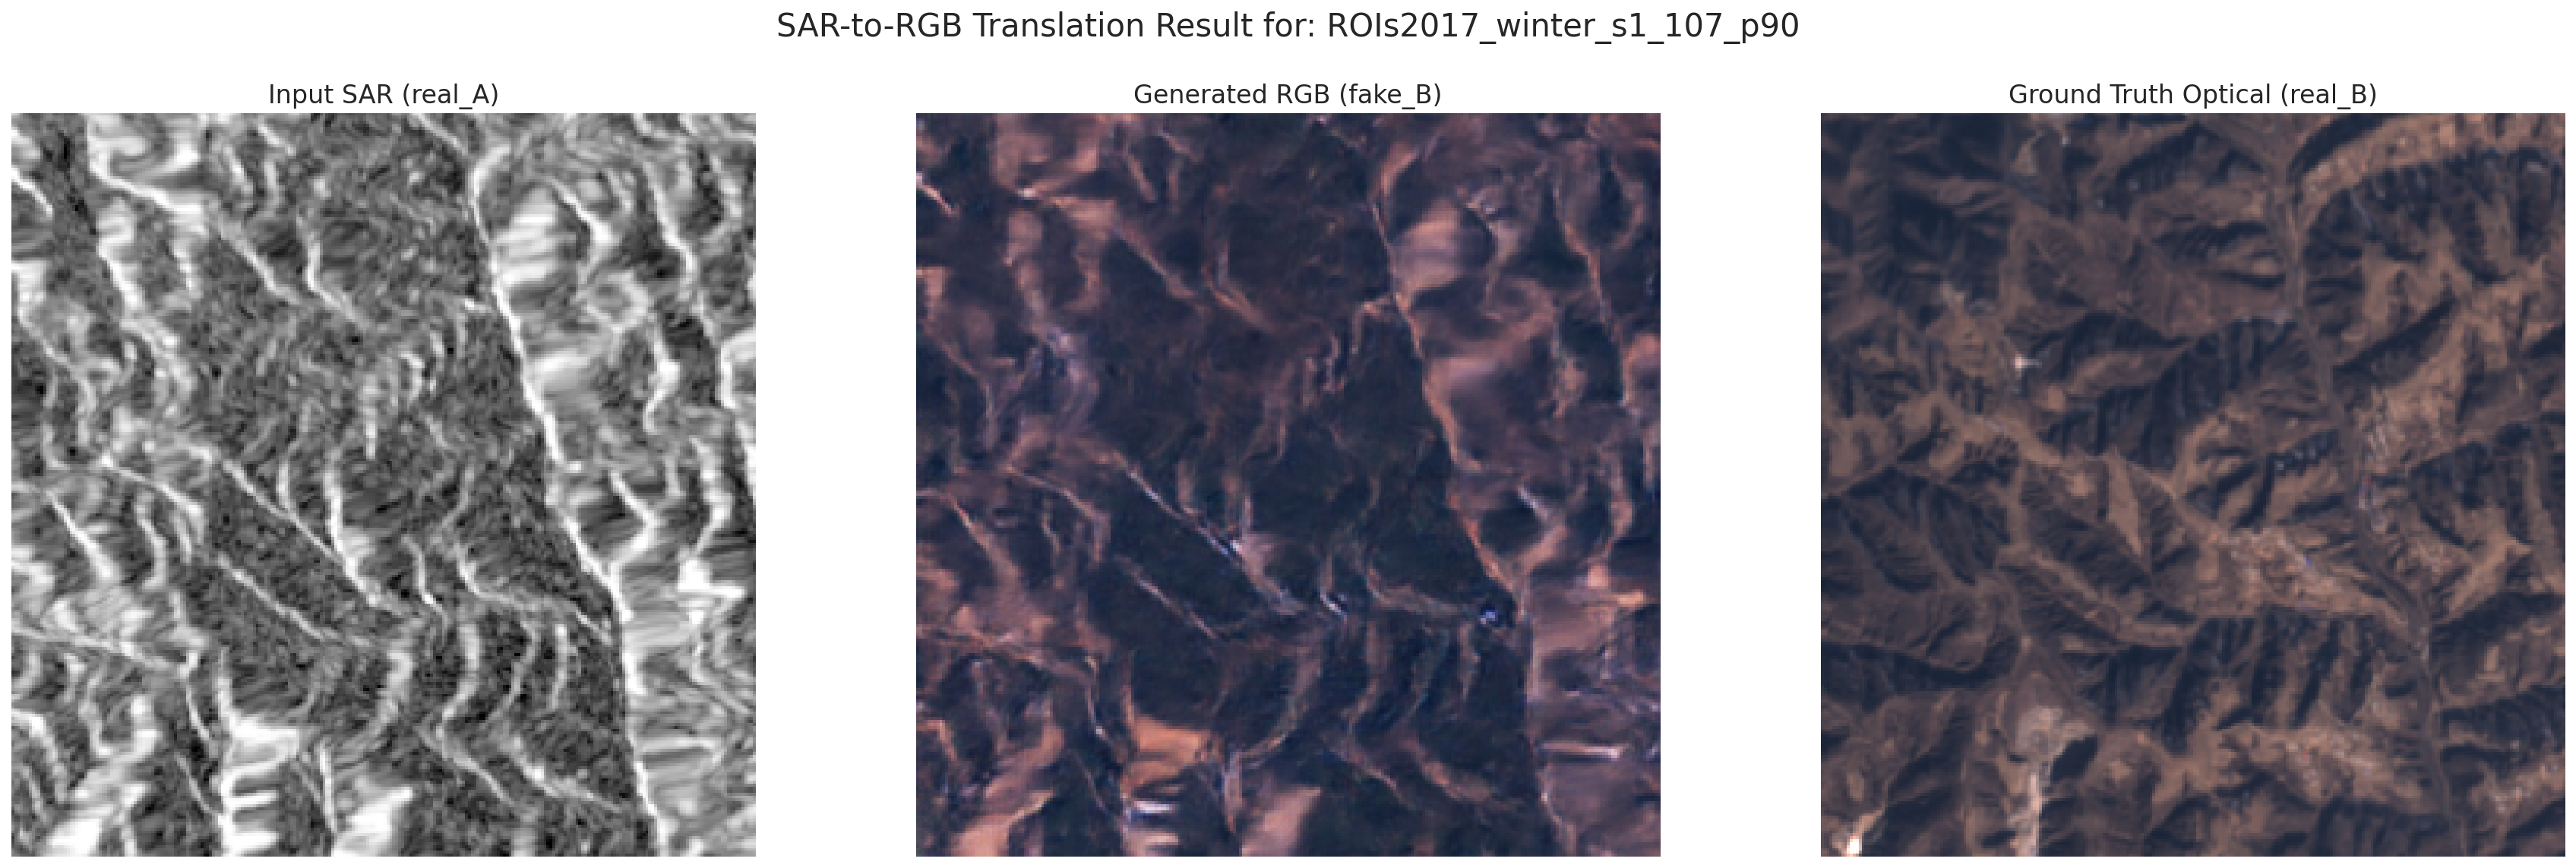 SAR-to-RGB Translation Result for: ROIs2017_winter_s1_107_p90
Input SAR (real_A)
Generated RGB (fake_B)
Ground Truth Optical (real_B)